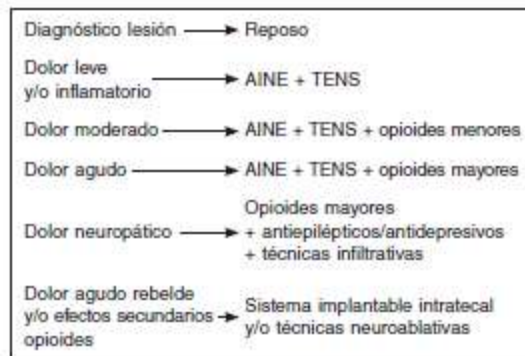 Diagnóstico lesión → Reposo
Dolor leve
y/o inflamatorio → AINE + TENS
Dolor moderado → AINE + TENS + opioides menores
Dolor agudo → AINE + TENS + opioides mayores
Dolor neuropático → Opioides mayores
+ antiepilépticos/antidepresivos
+ técnicas infiltrativas
Dolor agudo rebelde
y/o efectos secundarios → Sistema implantable intratecal
opioides y/o técnicas neuroablativas